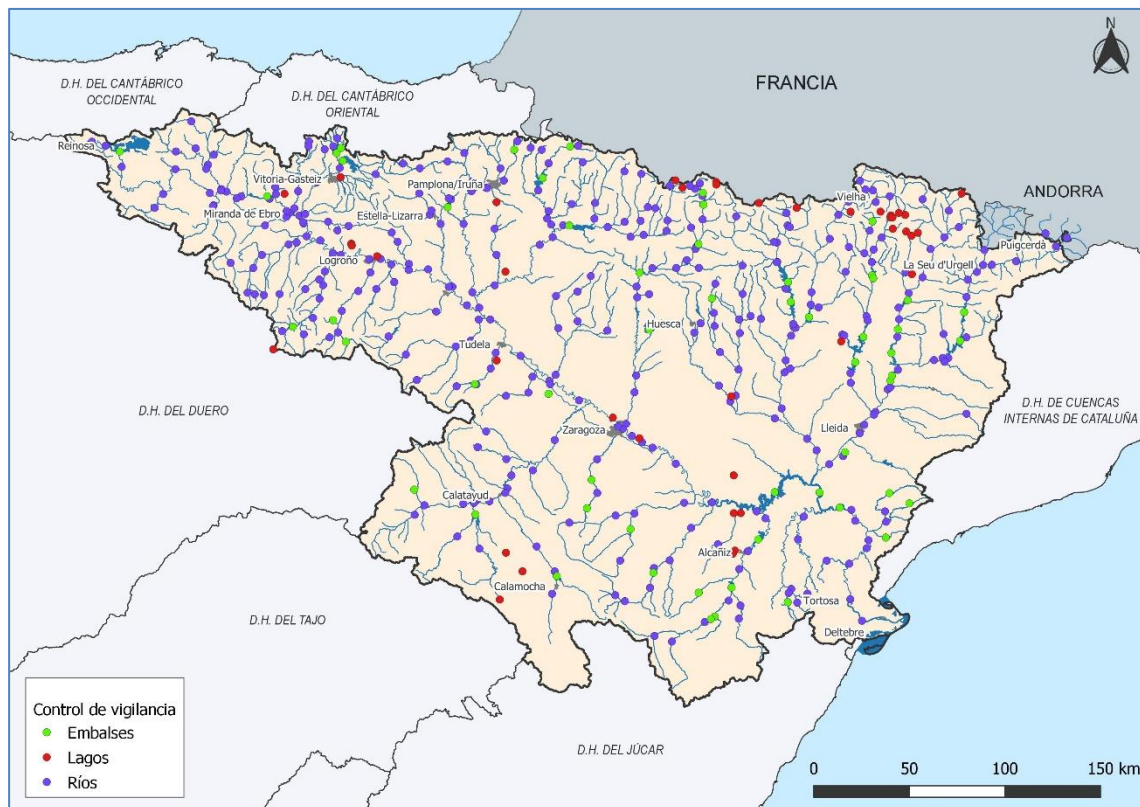 N
FRANCIA
D.H. DEL CANTÁBRICO
OCCIDENTAL
D.H. DEL CANTÁBRICO
ORIENTAL
Reinosa
Vitoria-Gasteiz
Pamplona/Iruña
Vielha
ANDORRA
Miranda de Ebro
Estella-Lizarra
Puigcerdà
Logroño
La Seu d'Urgell
Huesca
Tudela
D.H. DEL DUERO
D.H. DE CUENCAS
INTERNAS DE CATALUÑA
Zaragoza
Lleida
Calatayud
Alcañiz
Calamocha
Tortosa
D.H. DEL TAJO
Deltebre
D.H. DEL JÚCAR
Control de vigilancia
Embalses
Lagos
Ríos
0 50 100 150 km